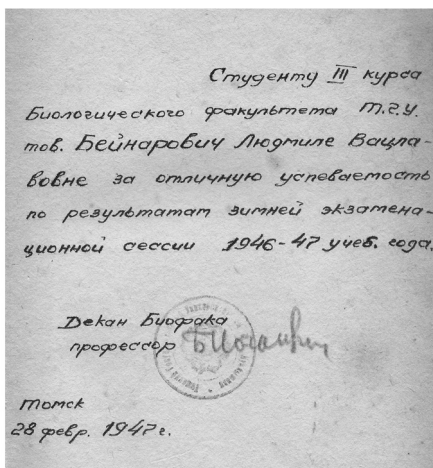 Студенту III курса
Биологического факультета Т.Г.У.
тов. Бейнарович Людмиле Вацла-
вовне за отличную успеваемость
по результатам зимней экзамена-
ционной сессии 1946-47 учеб. года.
Декан Биофака
профессор
Томск
28 февр. 1947 г.